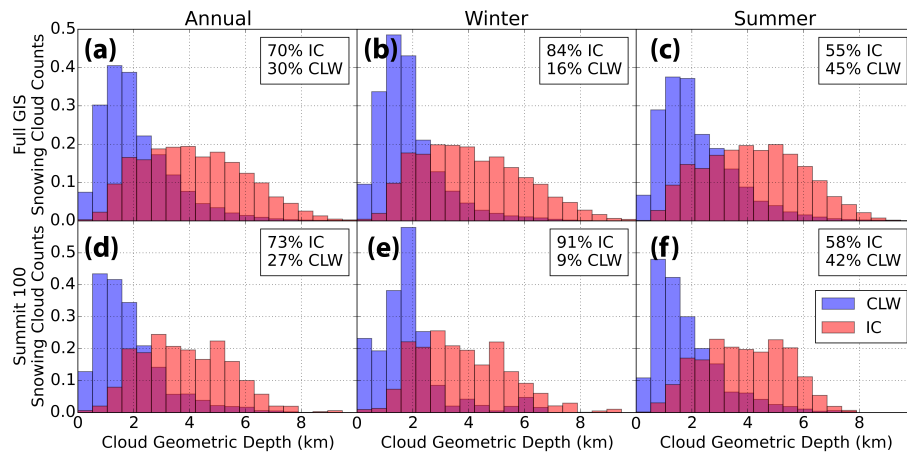 Annual Winter Summer
0.5
(a) 70% IC (b) 84% IC (c) 55% IC
30% CLW 16% CLW 45% CLW
0.4
0.3
0.2
0.1
0.0
Full GIS
Snowing Cloud Counts
(d) 73% IC (e) 91% IC (f) 58% IC
27% CLW 9% CLW 42% CLW
0.5
0.4
0.3
0.2
0.1
0.0
Summit 100
Snowing Cloud Counts
CLW
IC
0 2 4 6 8 0 2 4 6 8 0 2 4 6 8
Cloud Geometric Depth (km) Cloud Geometric Depth (km) Cloud Geometric Depth (km)